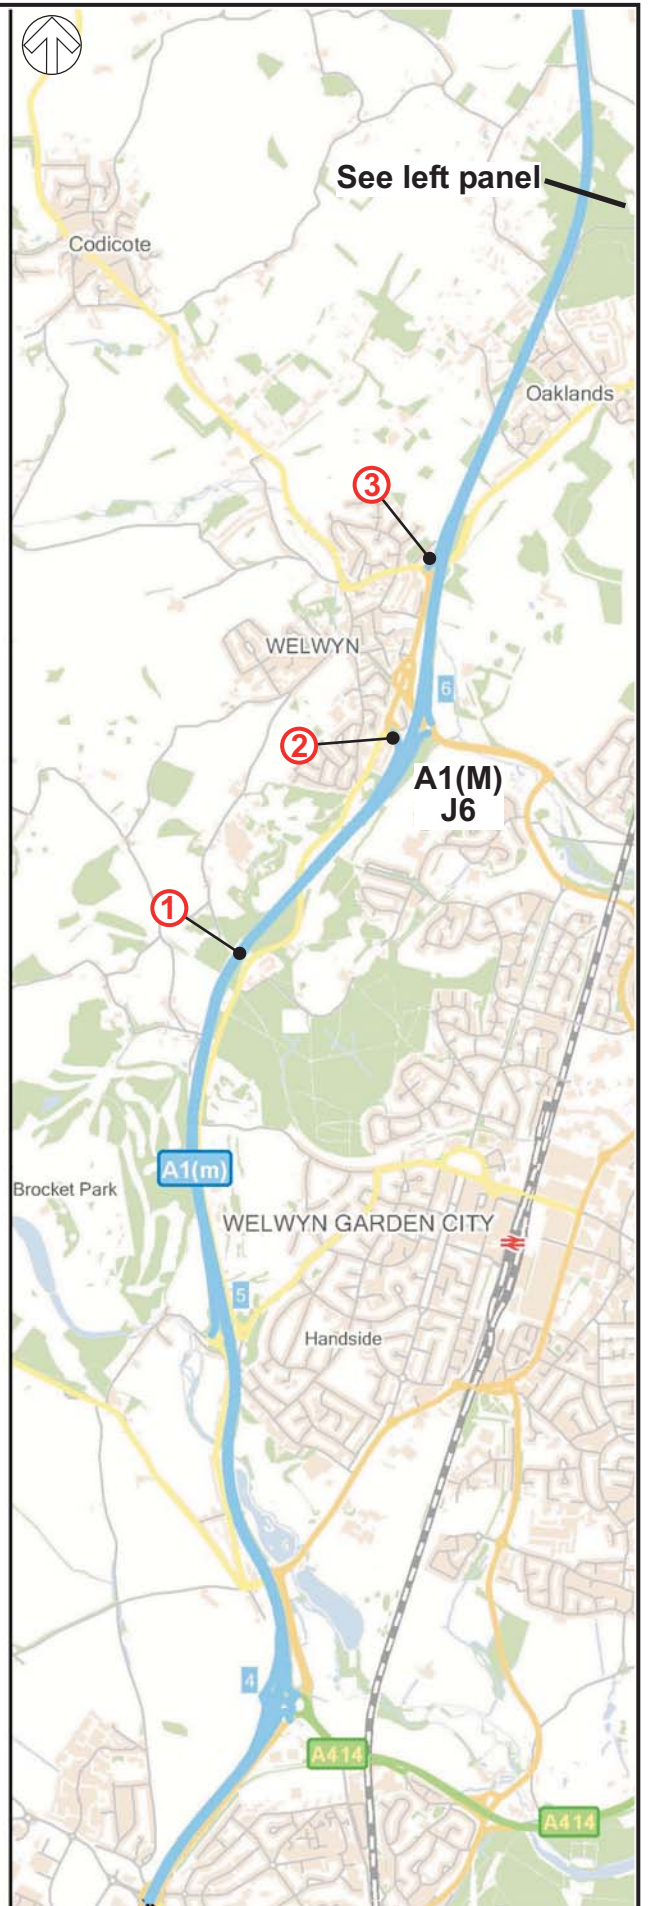 See left panel
Codicote
Oaklands
3
WELWYN
6
2
A1(M)
J6
1
A1(m)
Brocket Park
WELWYN GARDEN CITY
5
Handside
4
A414
A414